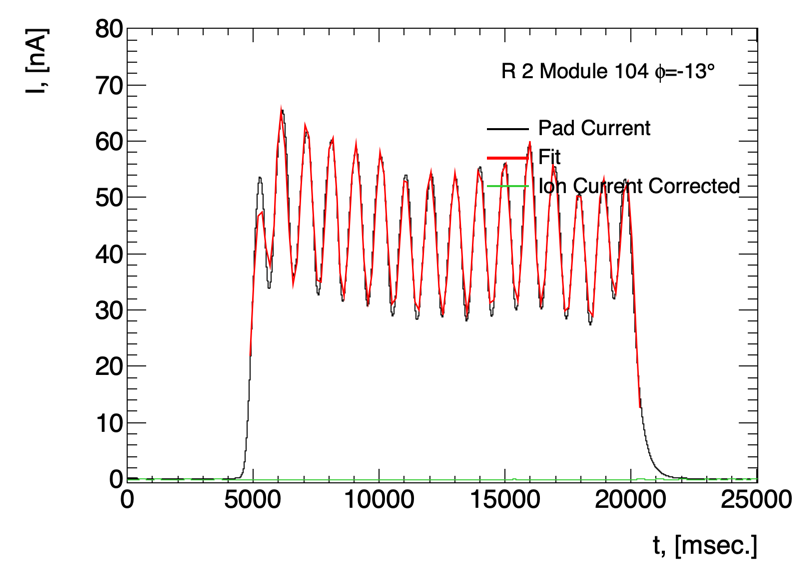 I, [nA]
80
70
60
50
40
30
20
10
0
R 2 Module 104 ϕ=-13°
Pad Current
Fit
Ion Current Corrected
0 5000 10000 15000 20000 25000
t, [msec.]